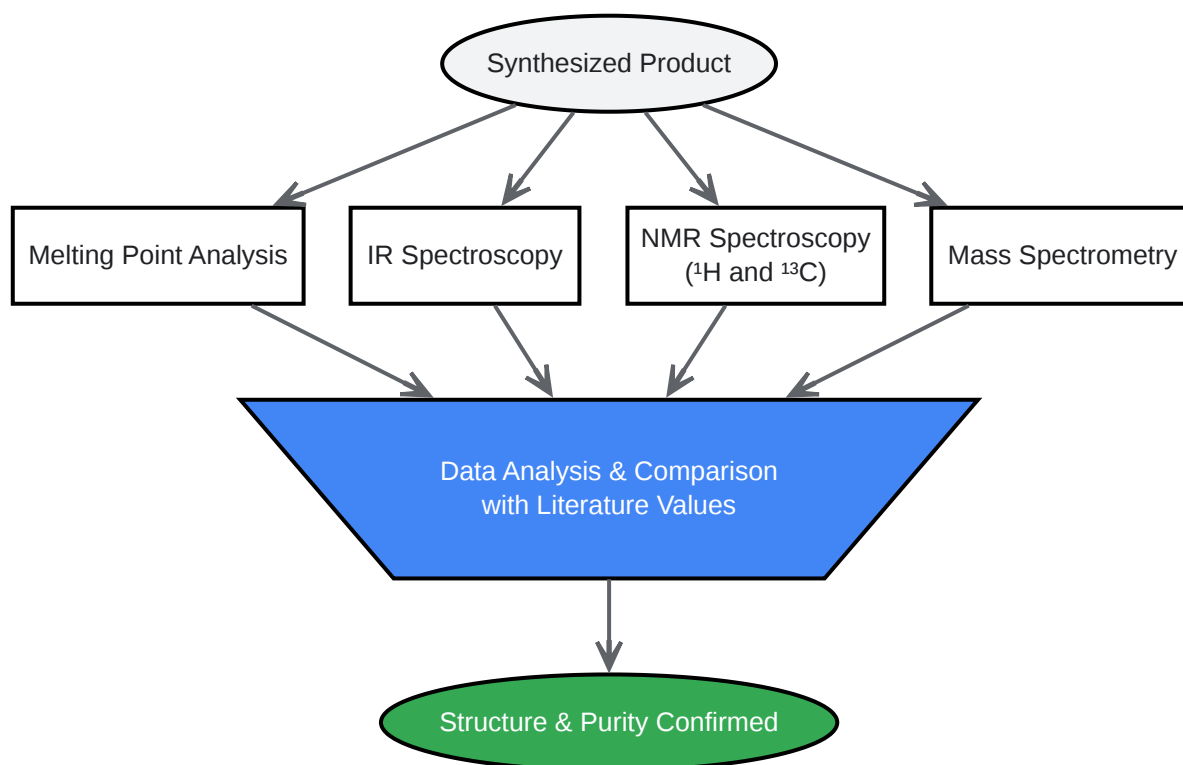 Synthesized Product
Melting Point Analysis
IR Spectroscopy
NMR Spectroscopy
(¹H and ¹³C)
Mass Spectrometry
Data Analysis & Comparison
with Literature Values
Structure & Purity Confirmed